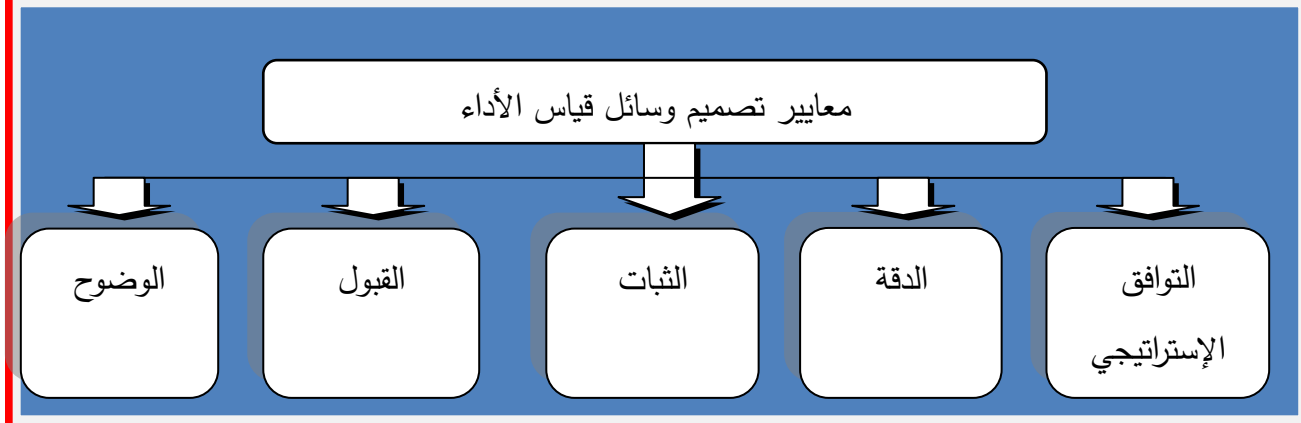 معايير تصميم وسائل قياس الأداء
التوافق
الإستراتيجي
الدقة
الثبات
القبول
الوضوح